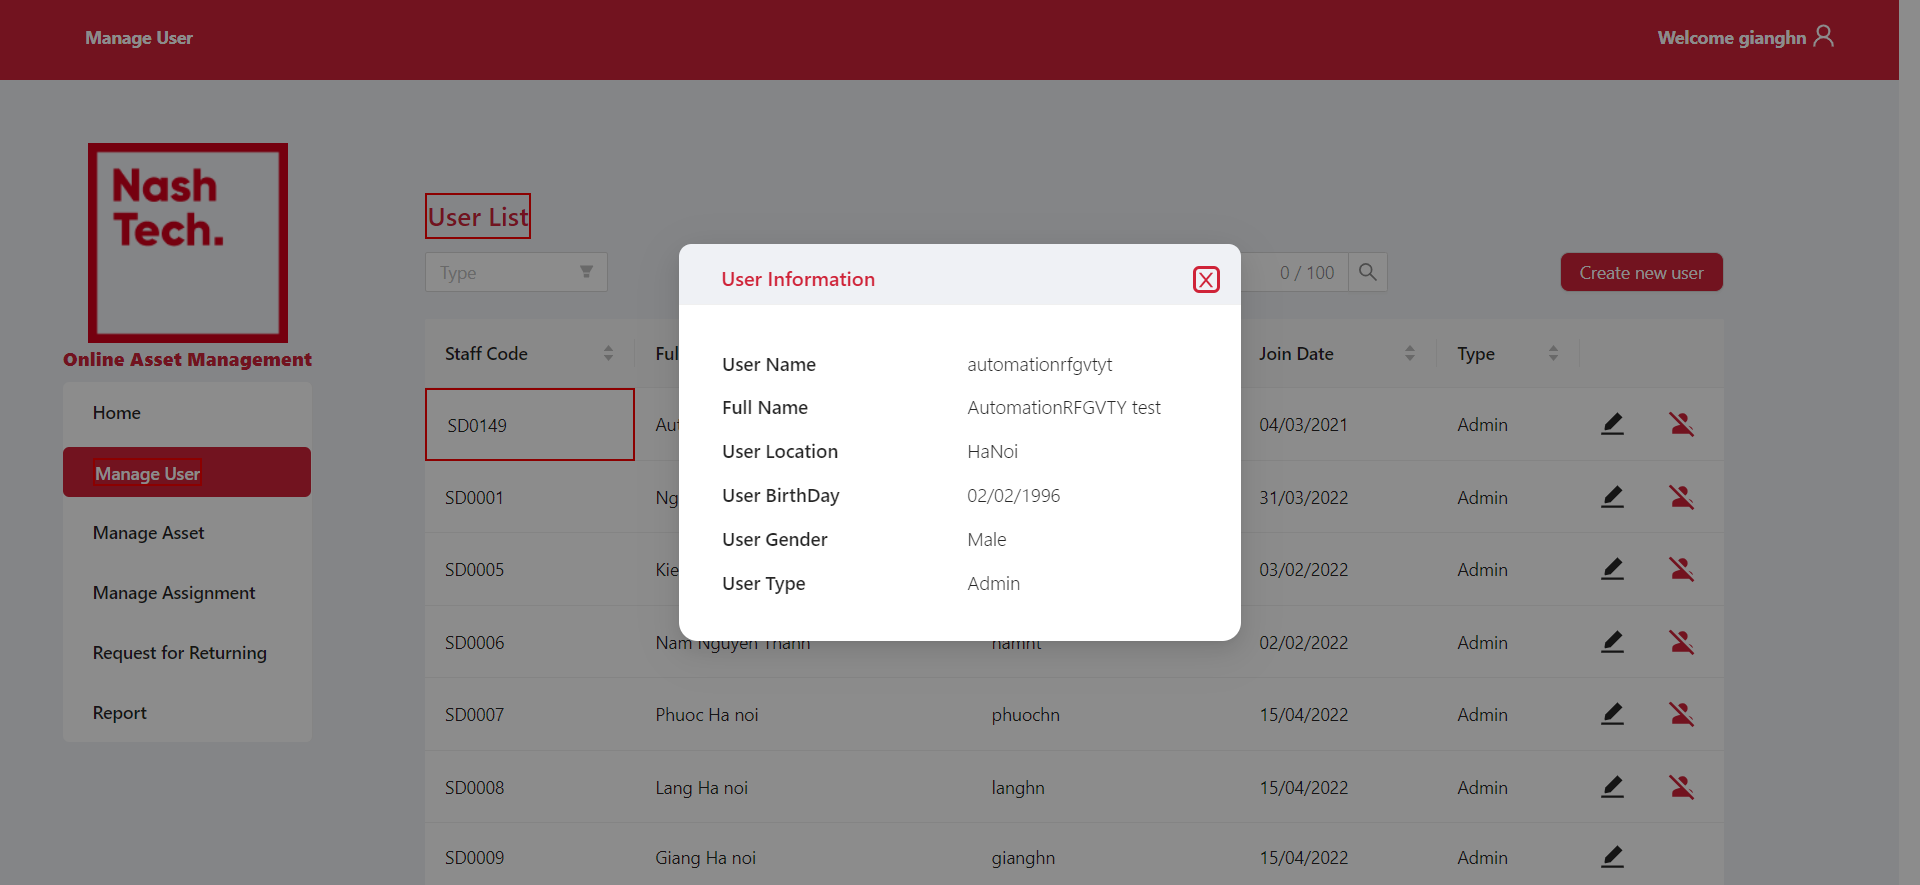 Manage User
Welcome gianghn
Nash
Tech.
Online Asset Management
Home
Manage User
Manage Asset
Manage Assignment
Request for Returning
Report
User List
Type
0 / 100
Create new user
Staff Code Ful Join Date Type
SD0149 Aut 04/03/2021 Admin
SD0001 Ng 31/03/2022 Admin
SD0005 Kie 03/02/2022 Admin
SD0006 Nam Nguyen Thanh namnt 02/02/2022 Admin
SD0007 Phuoc Ha noi phuochn 15/04/2022 Admin
SD0008 Lang Ha noi langhn 15/04/2022 Admin
SD0009 Giang Ha noi gianghn 15/04/2022 Admin
User Information
X
User Name automationrfgvtyt
Full Name AutomationRFGVTY test
User Location HaNoi
User BirthDay 02/02/1996
User Gender Male
User Type Admin